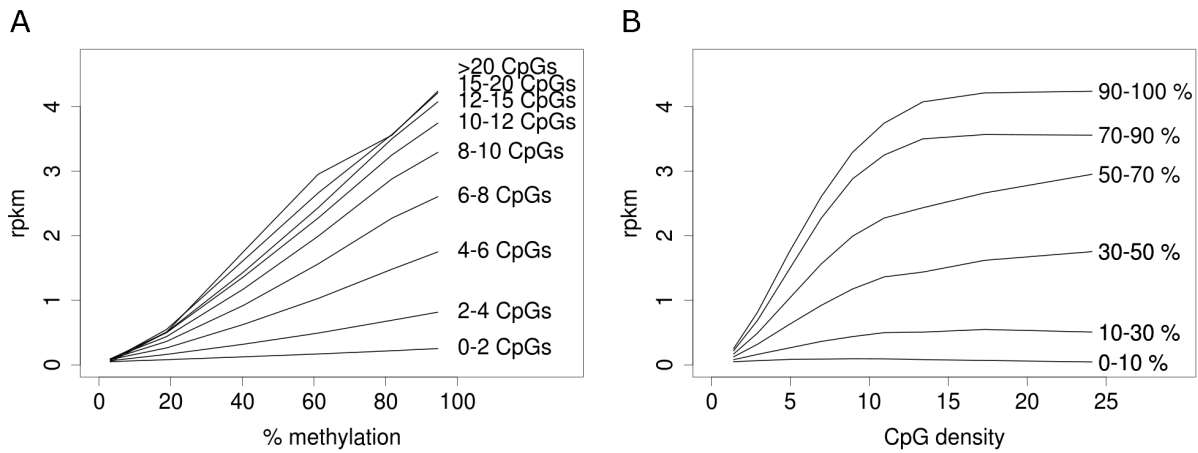 A
>20 CpGs
15-20 CpGs
12-15 CpGs
10-12 CpGs
8-10 CpGs
6-8 CpGs
4-6 CpGs
2-4 CpGs
0-2 CpGs
rpkm
4
3
2
1
0
0 20 40 60 80 100
% methylation
B
90-100 %
70-90 %
50-70 %
30-50 %
10-30 %
0-10 %
rpkm
4
3
2
1
0
0 5 10 15 20 25
CpG density